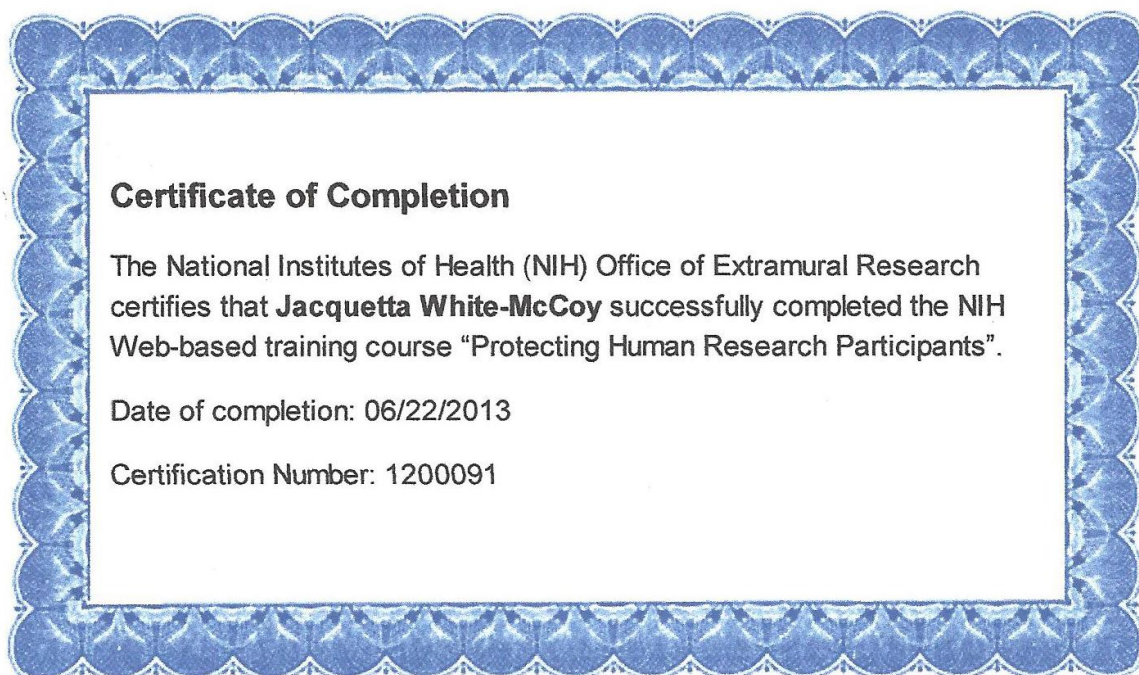 Certificate of Completion
The National Institutes of Health (NIH) Office of Extramural Research
certifies that Jacquetta White-McCoy successfully completed the NIH
Web-based training course “Protecting Human Research Participants”.
Date of completion: 06/22/2013
Certification Number: 1200091